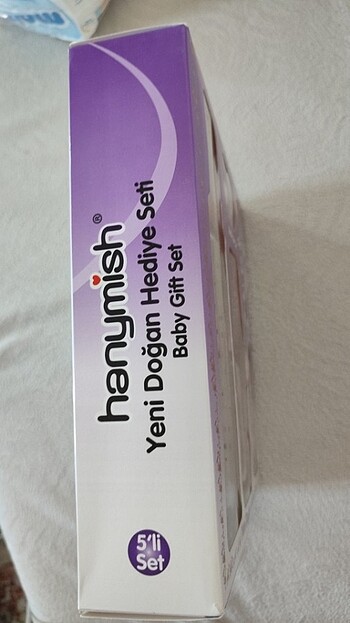 hanymish®
Yeni Doğan Hediye Seti
Baby Gift Set
5'li
Set